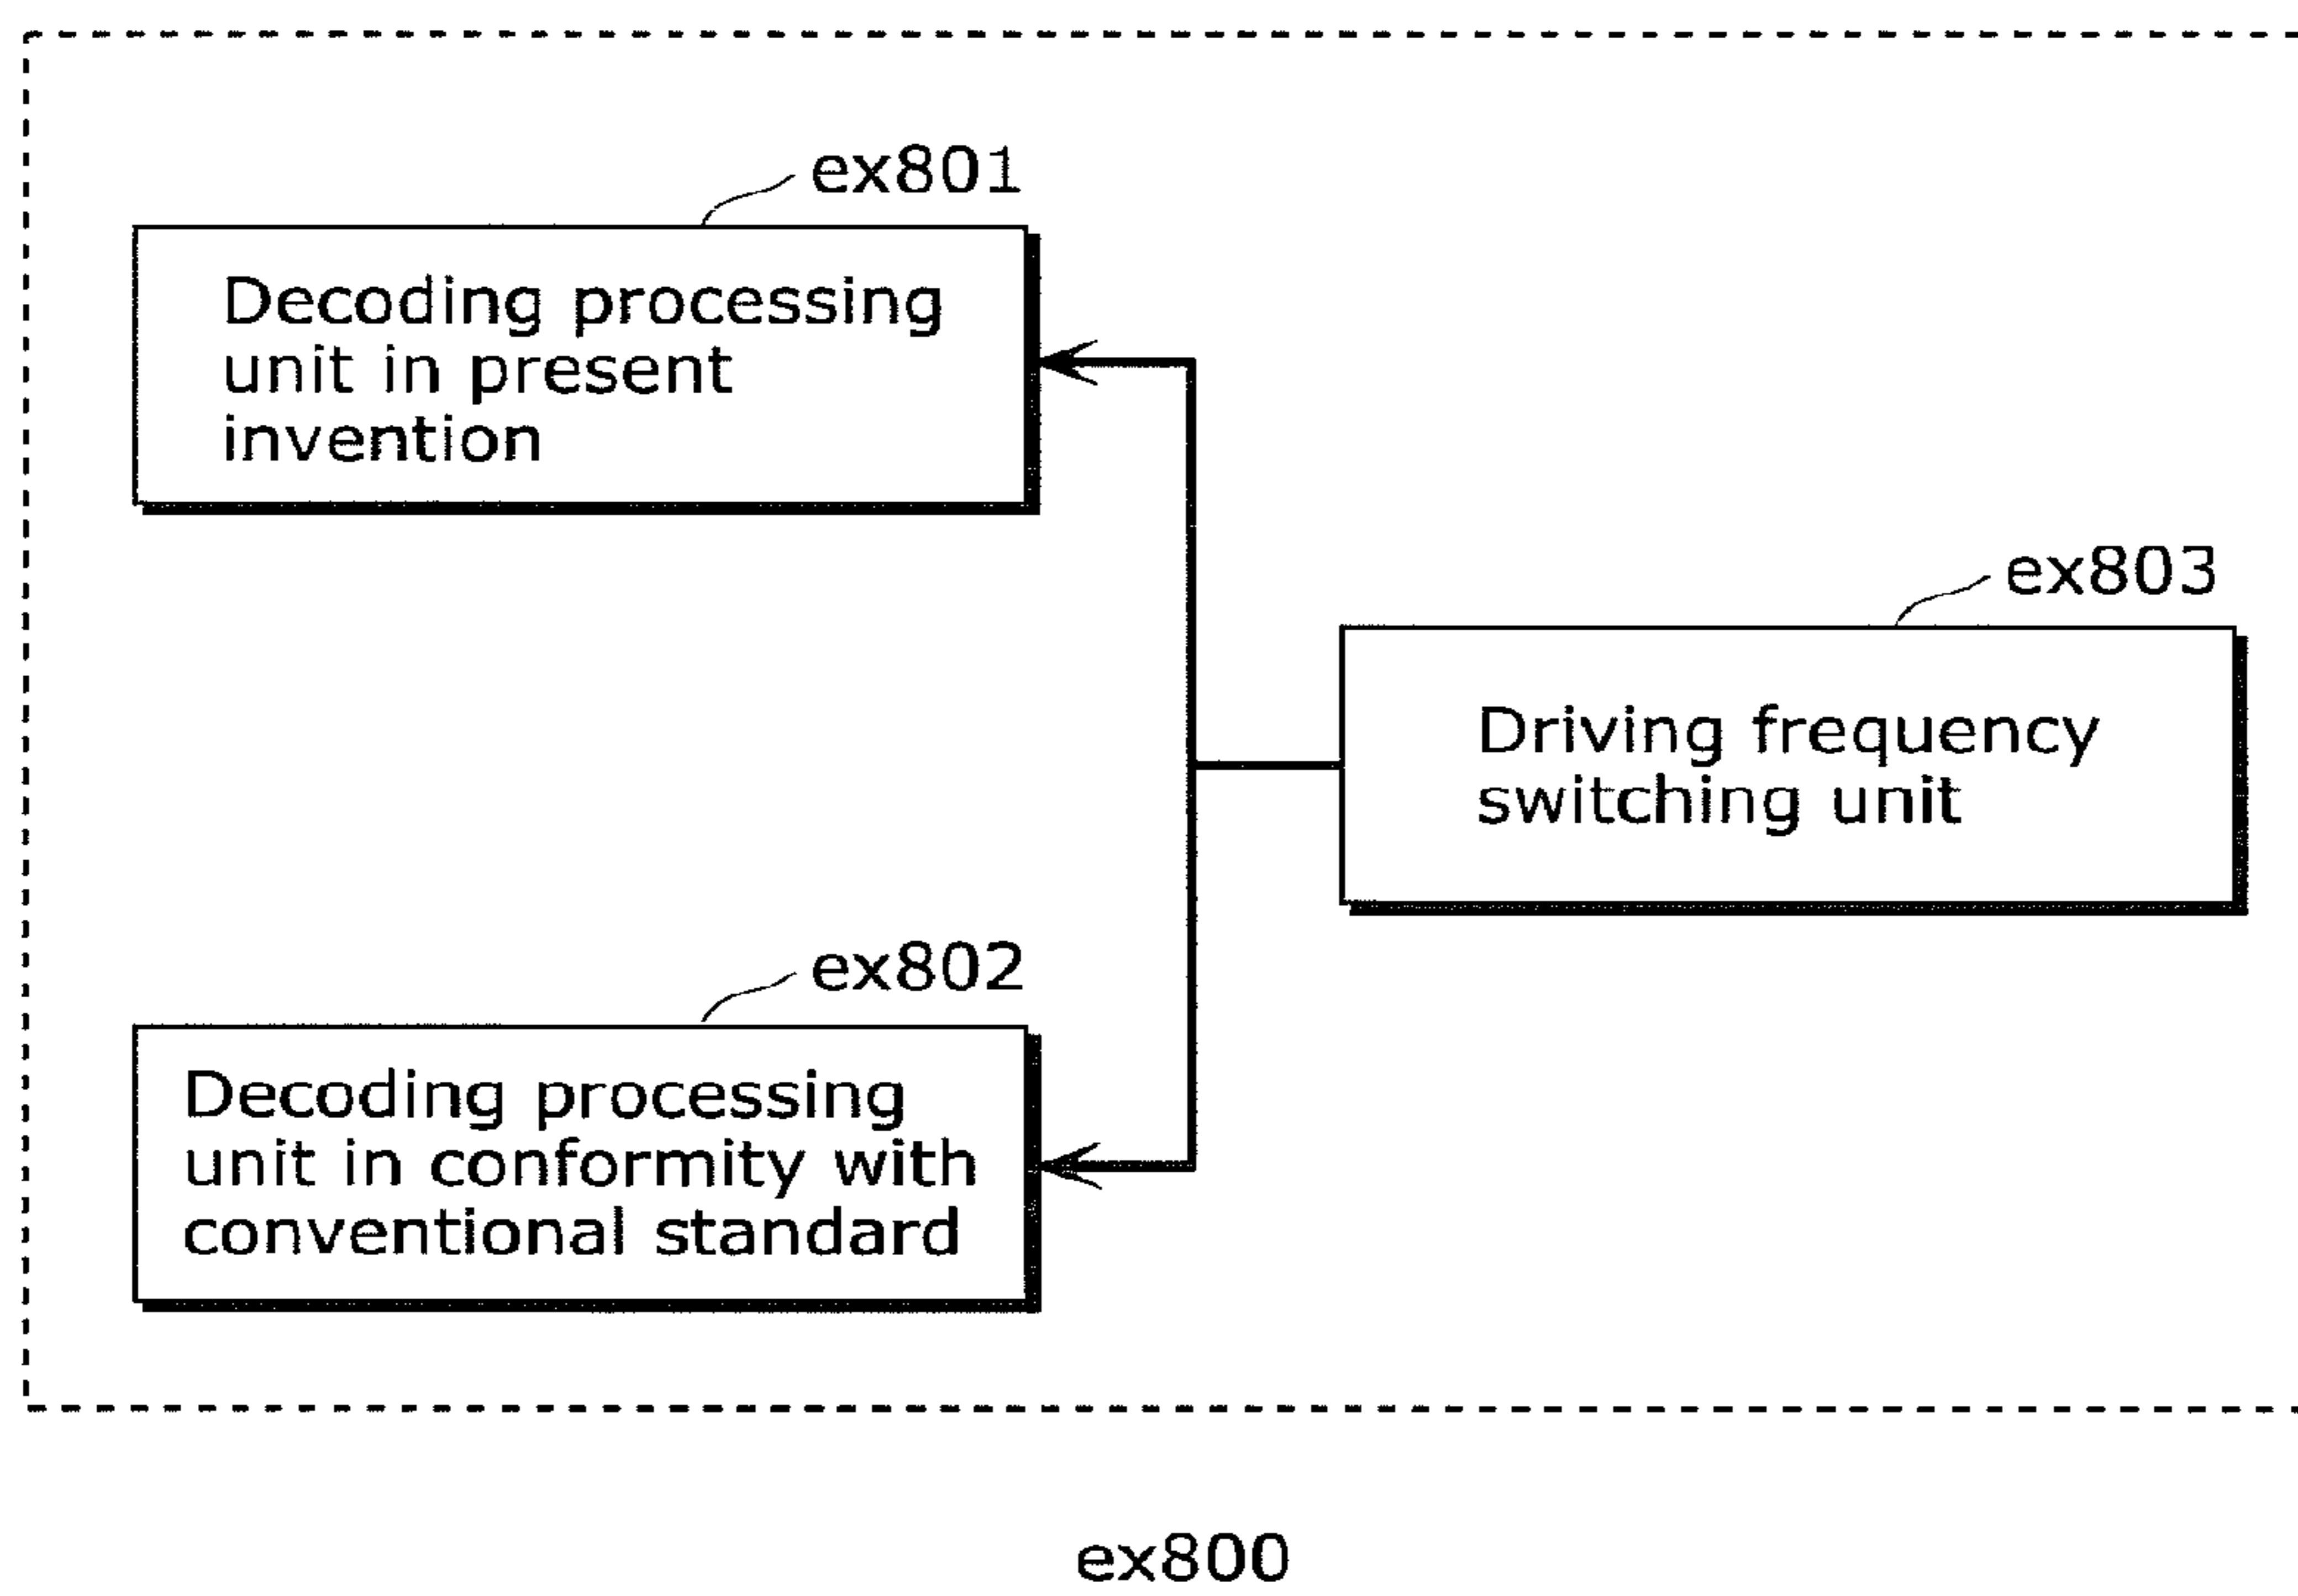 ex801
Decoding processing
unit in present
invention
ex803
Driving frequency
switching unit
ex802
Decoding processing
unit in conformity with
conventional standard
ex800